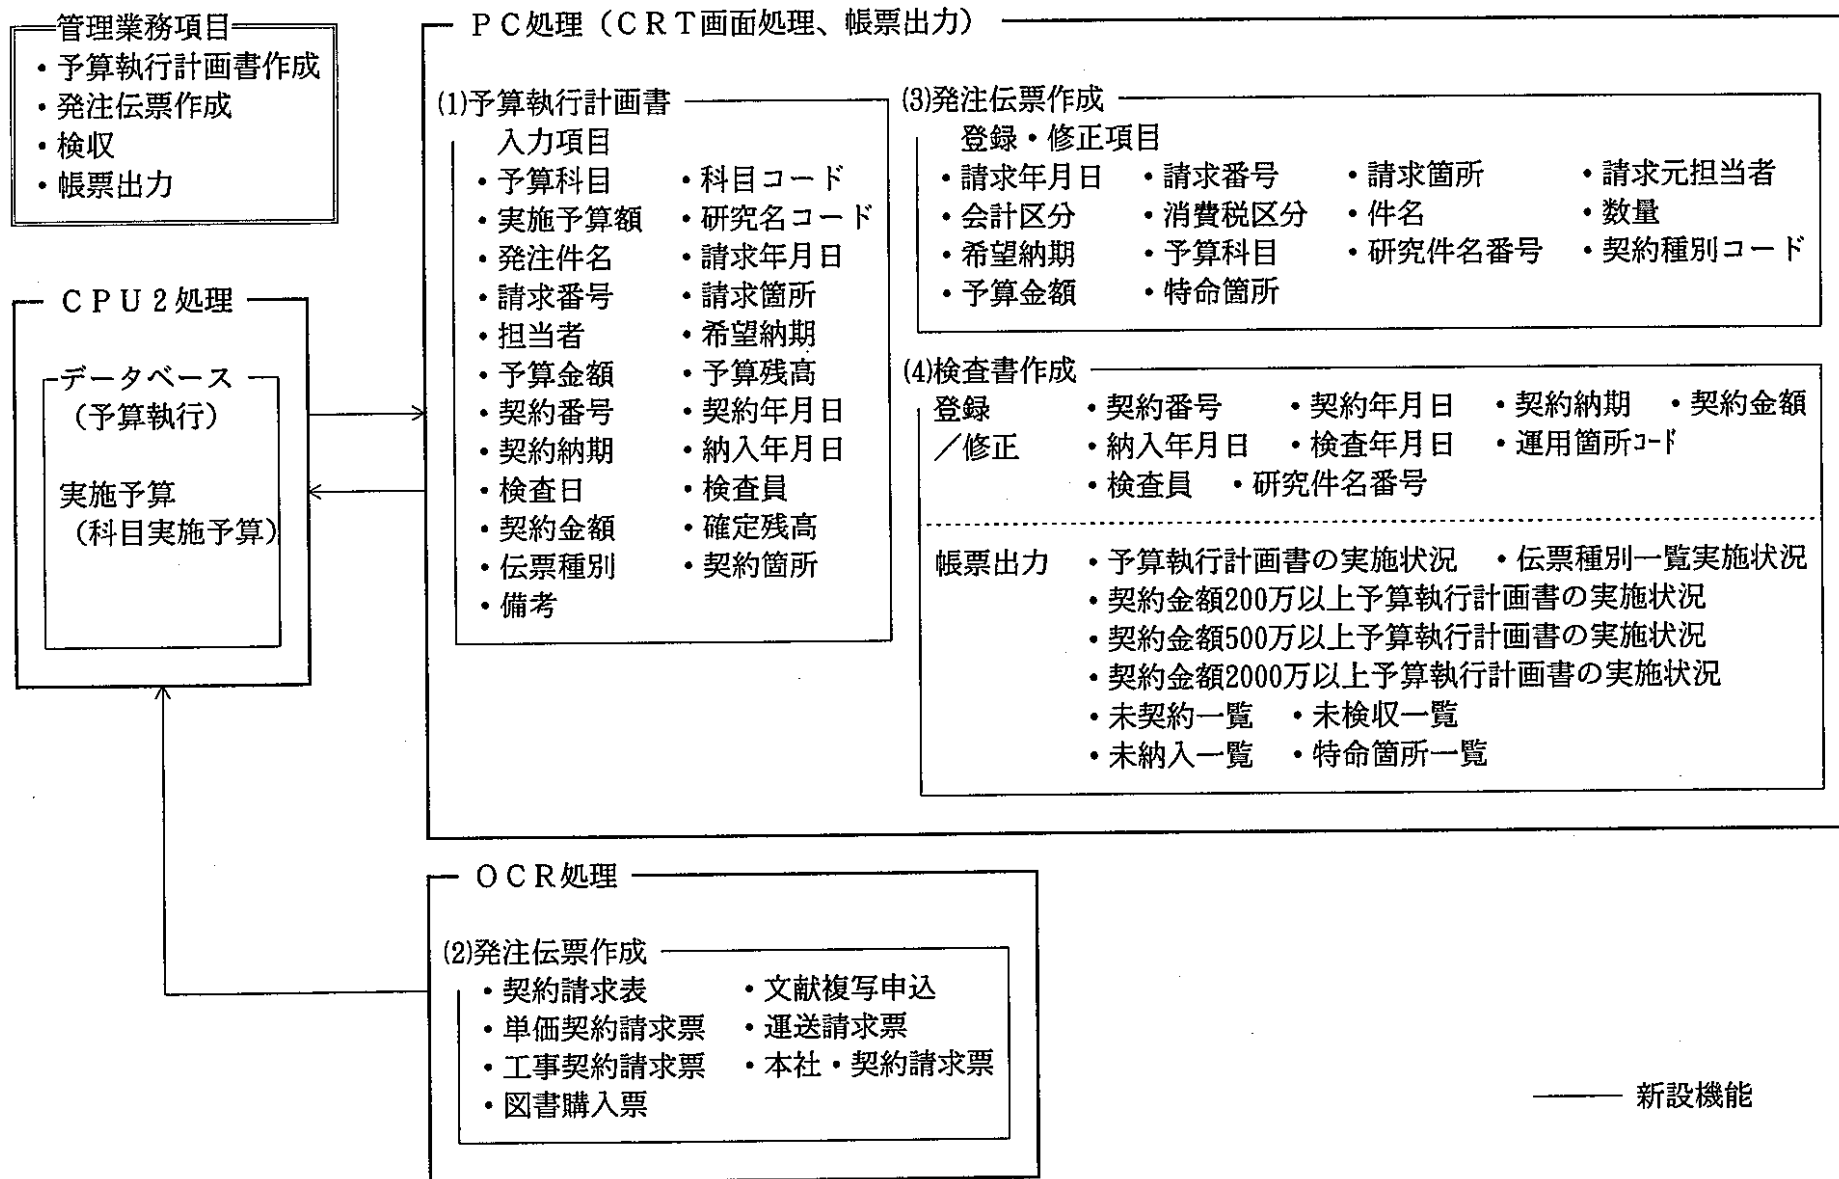 管理業務項目
・予算執行計画書作成
・発注伝票作成
・検収
・帳票出力
CPU2処理
データベース
(予算執行)
実施予算
(科目実施予算)
PC処理(CRT画面処理、帳票出力)
(1)予算執行計画書
入力項目
・予算科目 ・科目コード
・実施予算額 ・研究名コード
・発注件名 ・請求年月日
・請求番号 ・請求箇所
・担当者 ・希望納期
・予算金額 ・予算残高
・契約番号 ・契約年月日
・契約納期 ・納入年月日
・検査日 ・検査員
・契約金額 ・確定残高
・伝票種別 ・契約箇所
・備考
(3)発注伝票作成
登録・修正項目
・請求年月日 ・請求番号 ・請求箇所 ・請求元担当者
・会計区分 ・消費税区分 ・件名 ・数量
・希望納期 ・予算科目 ・研究件名番号 ・契約種別コード
・予算金額 ・特命箇所
(4)検査書作成
登録 ・契約番号 ・契約年月日 ・契約納期 ・契約金額
/修正 ・納入年月日 ・検査年月日 ・運用箇所コード
・検査員 ・研究件名番号
帳票出力 ・予算執行計画書の実施状況 ・伝票種別一覧実施状況
・契約金額200万以上予算執行計画書の実施状況
・契約金額500万以上予算執行計画書の実施状況
・契約金額2000万以上予算執行計画書の実施状況
・未契約一覧 ・未検収一覧
・未納入一覧 ・特命箇所一覧
OCR処理
(2)発注伝票作成
・契約請求表 ・文献複写申込
・単価契約請求票 ・運送請求票
・工事契約請求票 ・本社・契約請求票
・図書購入票
新設機能